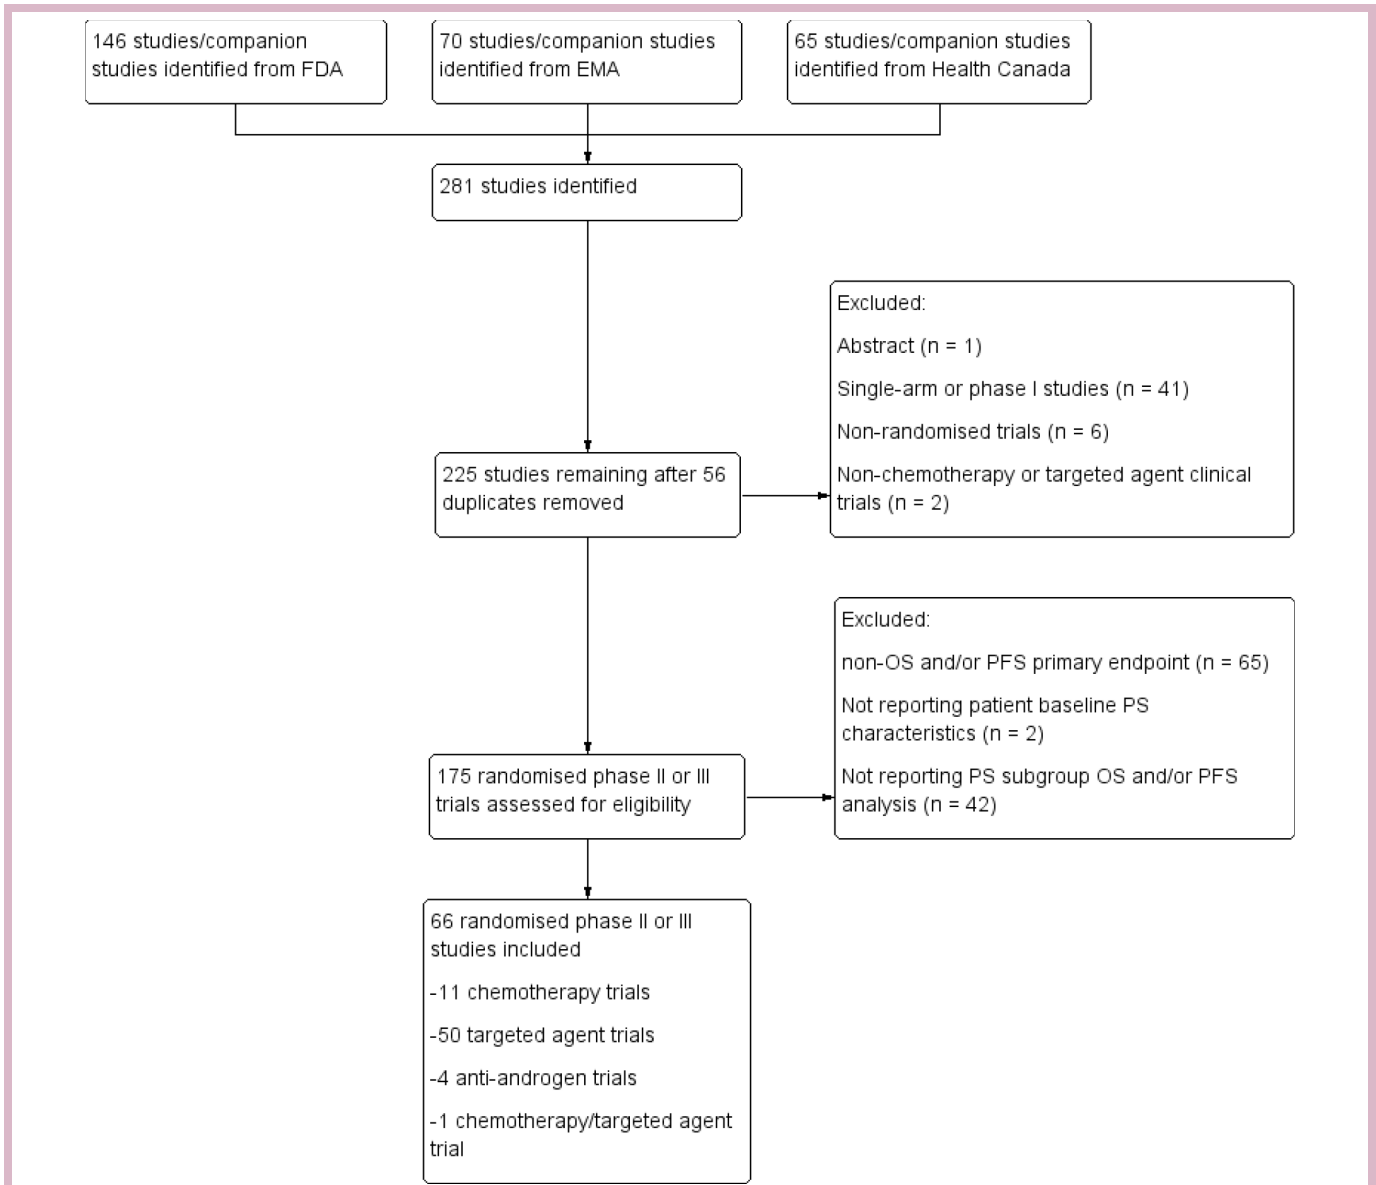 146 studies/companion
studies identified from FDA
70 studies/companion studies
identified from EMA
65 studies/companion studies
identified from Health Canada
281 studies identified
Excluded:
Abstract (n = 1)
Single-arm or phase I studies (n = 41)
Non-randomised trials (n = 6)
Non-chemotherapy or targeted agent clinical
trials (n = 2)
225 studies remaining after 56
duplicates removed
Excluded:
non-OS and/or PFS primary endpoint (n = 65)
Not reporting patient baseline PS
characteristics (n = 2)
Not reporting PS subgroup OS and/or PFS
analysis (n = 42)
175 randomised phase II or III
trials assessed for eligibility
66 randomised phase II or III
studies included
-11 chemotherapy trials
-50 targeted agent trials
-4 anti-androgen trials
-1 chemotherapy/targeted agent
trial